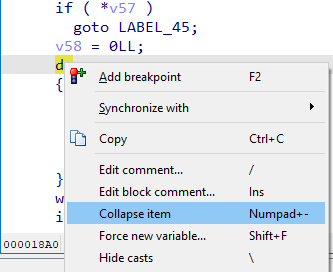 if ( *v57 )
goto LABEL_45;
v58 = 0LL;
d
{
Add breakpoint F2
Synchronize with
Copy Ctrl+C
Edit comment... /
Edit block comment... Ins
}
Collapse item Numpad+-
w
Force new variable... Shift+F
i
000018A0
Hide casts \